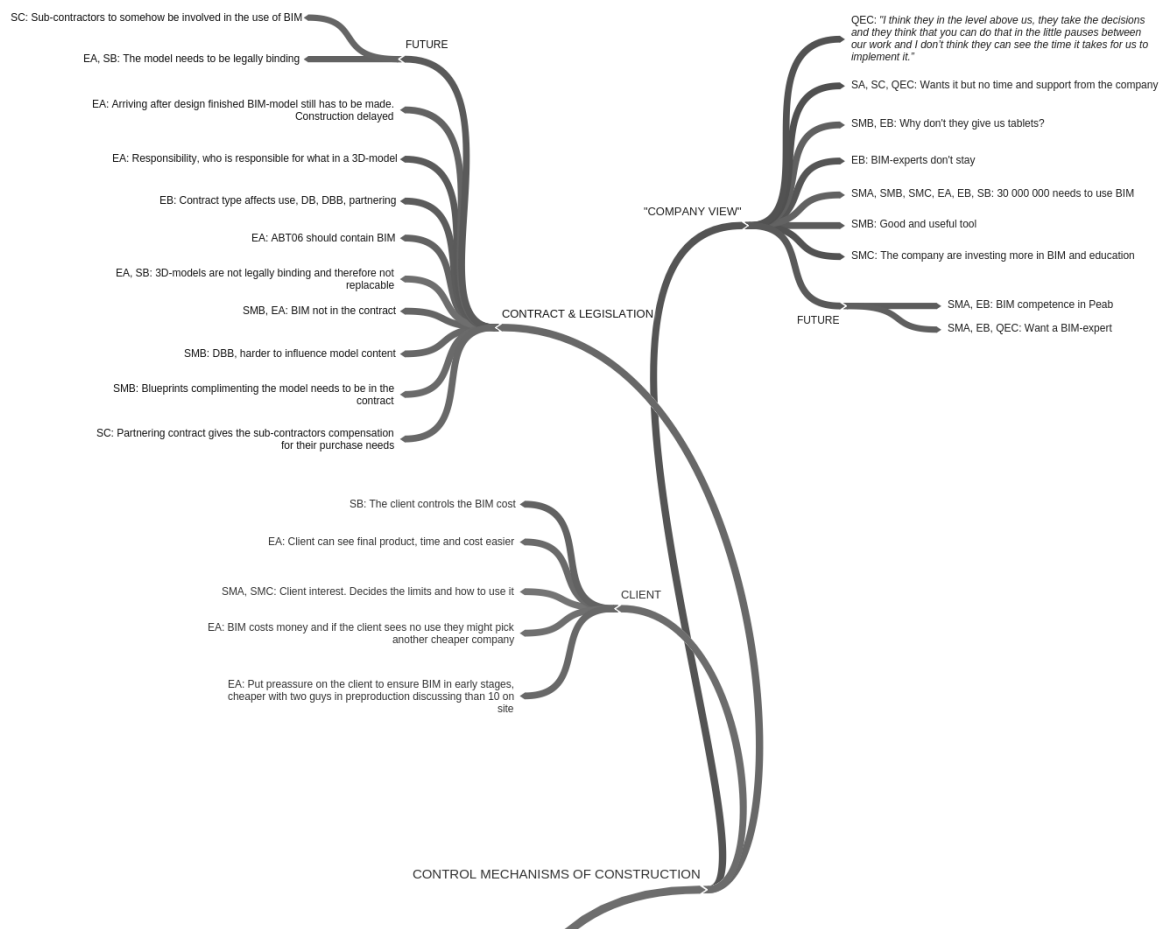 SC: Sub-contractors to somehow be involved in the use of BIM
FUTURE
EA, SB: The model needs to be legally binding
EA: Arriving after design finished BIM-model still has to be made.
Construction delayed
EA: Responsibility, who is responsible for what in a 3D-model
EB: Contract type affects use, DB, DBB, partnering
EA: ABT06 should contain BIM
EA, SB: 3D-models are not legally binding and therefore not
replacable
SMB, EA: BIM not in the contract
CONTRACT & LEGISLATION
SMB: DBB, harder to influence model content
SMB: Blueprints complimenting the model needs to be in the
contract
SC: Partnering contract gives the sub-contractors compensation
for their purchase needs
QEC: "I think they in the level above us, they take the decisions
and they think that you can do that in the little pauses between
our work and I don't think they can see the time it takes for us to
implement it."
SA, SC, QEC: Wants it but no time and support from the company
SMB, EB: Why don't they give us tablets?
EB: BIM-experts don't stay
SMA, SMB, SMC, EA, EB, SB: 30 000 000 needs to use BIM
"COMPANY VIEW"
SMB: Good and useful tool
SMC: The company are investing more in BIM and education
FUTURE
SMA, EB: BIM competence in Peab
SMA, EB, QEC: Want a BIM-expert
SB: The client controls the BIM cost
EA: Client can see final product, time and cost easier
SMA, SMC: Client interest. Decides the limits and how to use it
CLIENT
EA: BIM costs money and if the client sees no use they might pick
another cheaper company
EA: Put preassure on the client to ensure BIM in early stages,
cheaper with two guys in preproduction discussing than 10 on
site
CONTROL MECHANISMS OF CONSTRUCTION